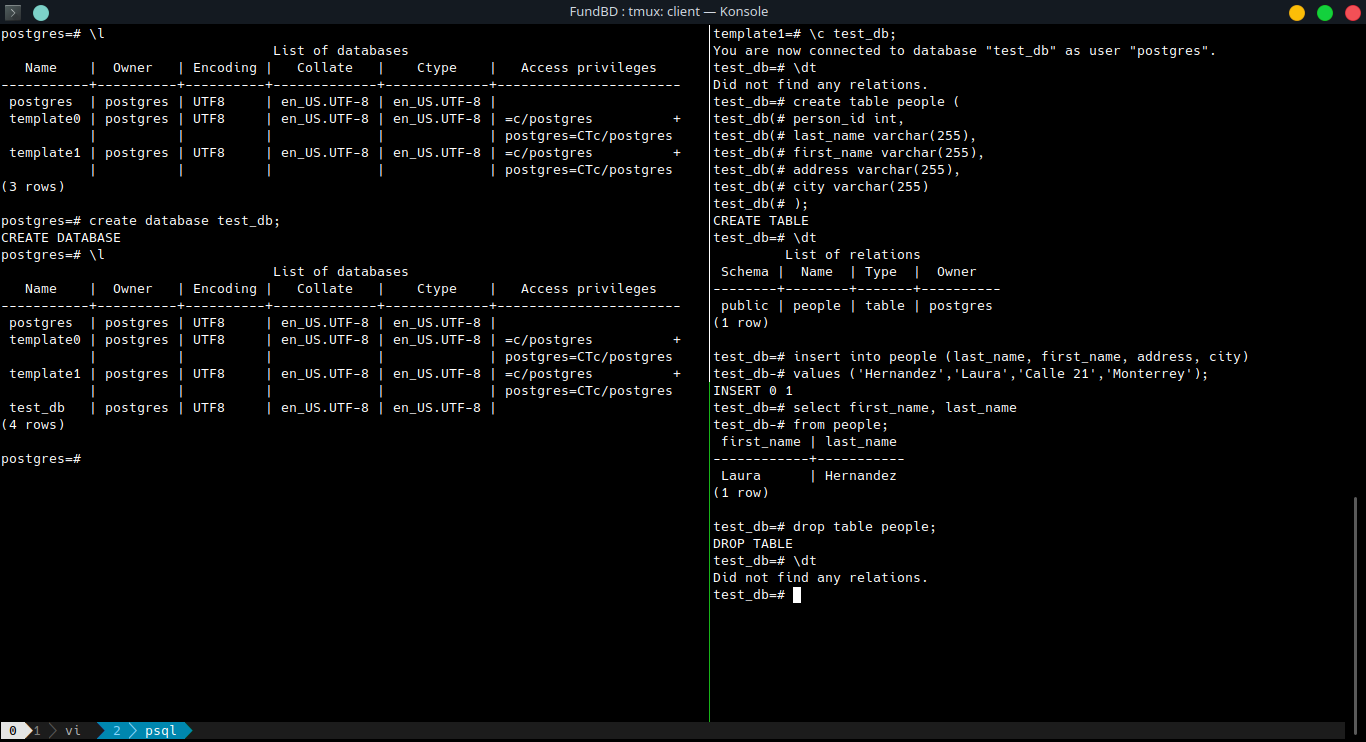 FundBD : tmux: client — Konsole
postgres=# \l
                                  List of databases
   Name    |  Owner   | Encoding |   Collate   |    Ctype    |   Access privileges
-----------+----------+----------+-------------+-------------+-----------------------
 postgres  | postgres | UTF8     | en_US.UTF-8 | en_US.UTF-8 |
 template0 | postgres | UTF8     | en_US.UTF-8 | en_US.UTF-8 | =c/postgres          +
           |          |          |             |             | postgres=CTc/postgres
 template1 | postgres | UTF8     | en_US.UTF-8 | en_US.UTF-8 | =c/postgres          +
           |          |          |             |             | postgres=CTc/postgres
(3 rows)
postgres=# create database test_db;
CREATE DATABASE
postgres=# \l
                                  List of databases
   Name    |  Owner   | Encoding |   Collate   |    Ctype    |   Access privileges
-----------+----------+----------+-------------+-------------+-----------------------
 postgres  | postgres | UTF8     | en_US.UTF-8 | en_US.UTF-8 |
 template0 | postgres | UTF8     | en_US.UTF-8 | en_US.UTF-8 | =c/postgres          +
           |          |          |             |             | postgres=CTc/postgres
 template1 | postgres | UTF8     | en_US.UTF-8 | en_US.UTF-8 | =c/postgres          +
           |          |          |             |             | postgres=CTc/postgres
 test_db   | postgres | UTF8     | en_US.UTF-8 | en_US.UTF-8 |
(4 rows)
postgres=#
template1=# \c test_db;
You are now connected to database "test_db" as user "postgres".
test_db=# \dt
Did not find any relations.
test_db=# create table people (
test_db(# person_id int,
test_db(# last_name varchar(255),
test_db(# first_name varchar(255),
test_db(# address varchar(255),
test_db(# city varchar(255)
test_db(# );
CREATE TABLE
test_db=# \dt
         List of relations
 Schema |  Name  | Type  |  Owner
--------+--------+-------+----------
 public | people | table | postgres
(1 row)
test_db=# insert into people (last_name, first_name, address, city)
test_db-# values ('Hernandez','Laura','Calle 21','Monterrey');
INSERT 0 1
test_db=# select first_name, last_name
test_db-# from people;
 first_name | last_name
------------+-----------
 Laura      | Hernandez
(1 row)
test_db=# drop table people;
DROP TABLE
test_db=# \dt
Did not find any relations.
test_db=#
0 1 vi 2 psql